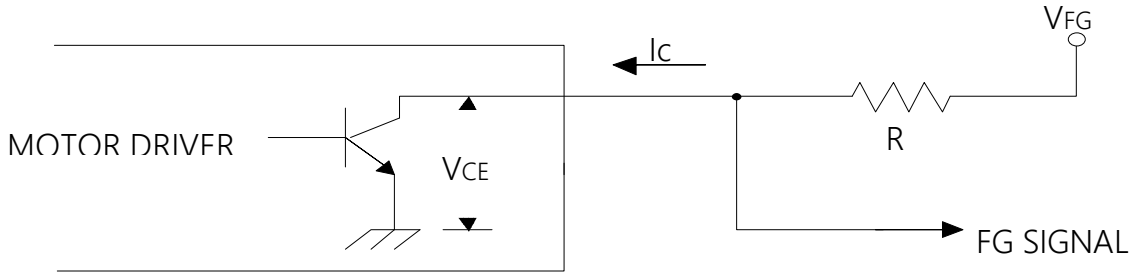 VFG
Ic
R
MOTOR DRIVER
VCE
FG SIGNAL